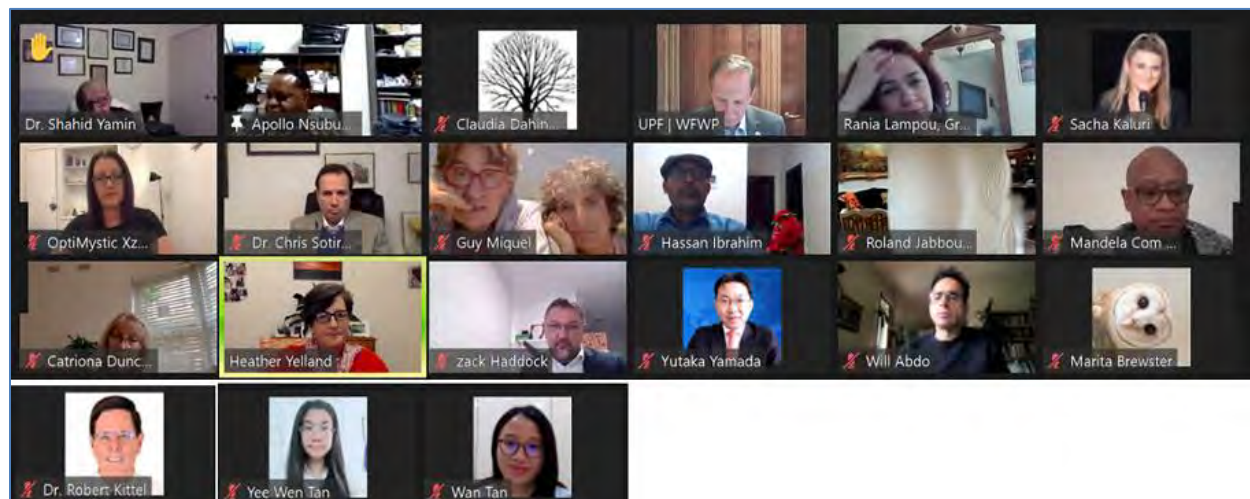 Dr. Shahid Yamin
Apollo Nsubu...
Claudia Dahin...
UPF | WFWP
Rania Lampou, Gr...
Sacha Kaluri
OptiMystic Xz...
Dr. Chris Sotir...
Guy Miquel
Hassan Ibrahim
Roland Jabbou...
Mandela Com ...
Catriona Dunc...
Heather Yelland
zack Haddock
Yutaka Yamada
Will Abdo
Marita Brewster
Dr. Robert Kittel
Yee Wen Tan
Wan Tan